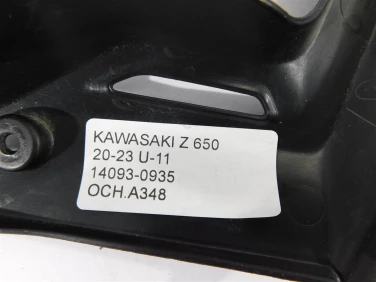 KAWASAKI Z 650
20-23 U-11
14093-0935
OCH.A348